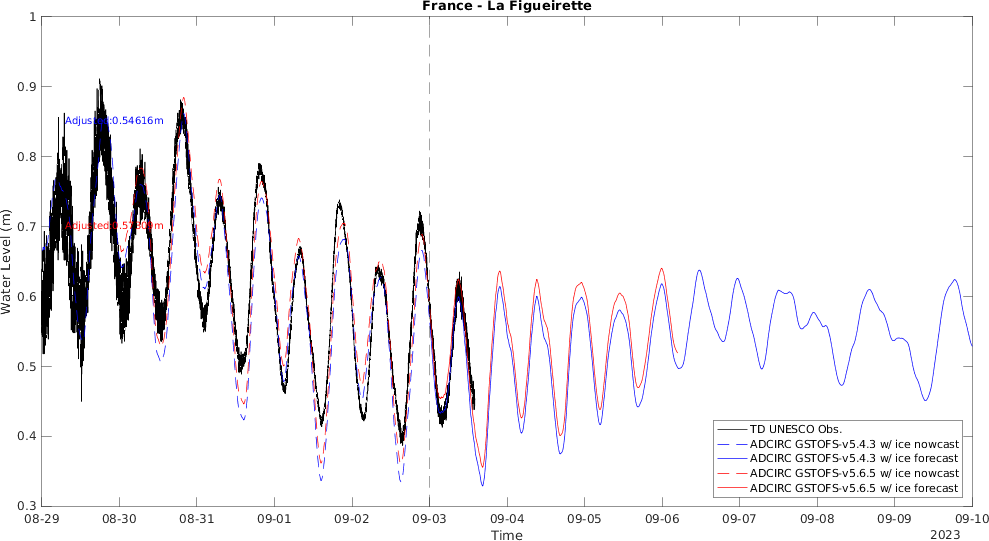 France - La Figueirette
1
0.9
0.8
0.7
0.6
0.5
0.4
0.3
Water Level (m)
Adjusted:0.54616m
TD UNESCO Obs.
ADCIRC GSTOFS-v5.4.3 w/ ice nowcast
ADCIRC GSTOFS-v5.4.3 w/ ice forecast
ADCIRC GSTOFS-v5.6.5 w/ ice nowcast
ADCIRC GSTOFS-v5.6.5 w/ ice forecast
08-29 08-30 08-31 09-01 09-02 09-03 09-04 09-05 09-06 09-07 09-08 09-09 09-10
Time
2023